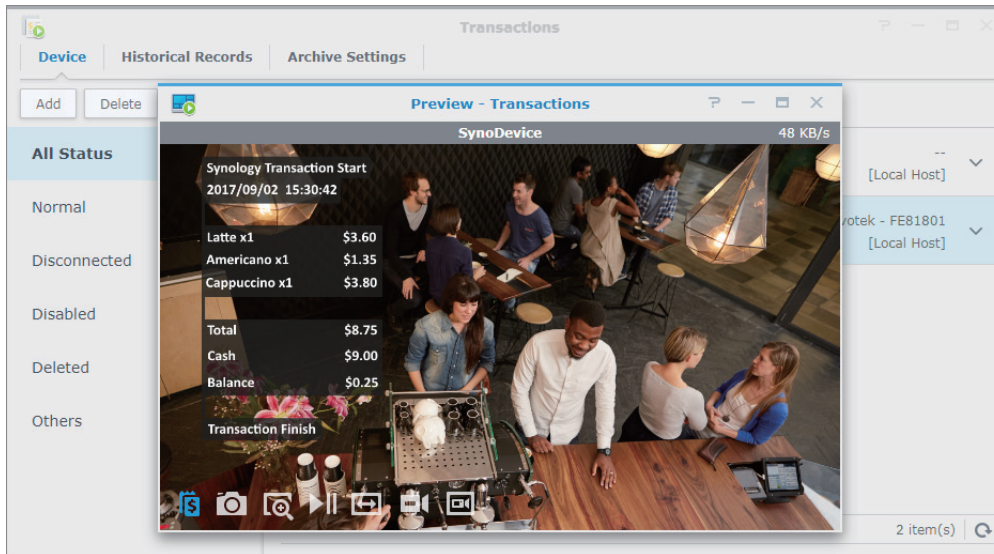 Transactions
Device Historical Records Archive Settings
Add Delete
Preview - Transactions
SynoDevice 48 KB/s
All Status
Normal
Disconnected
Disabled
Deleted
Others
Synology Transaction Start
2017/09/02 15:30:42
Latte x1 $3.60
Americano x1 $1.35
Cappuccino x1 $3.80
Total $8.75
Cash $9.00
Balance $0.25
Transaction Finish
--
[Local Host]
votek - FE81801
[Local Host]
2 item(s)